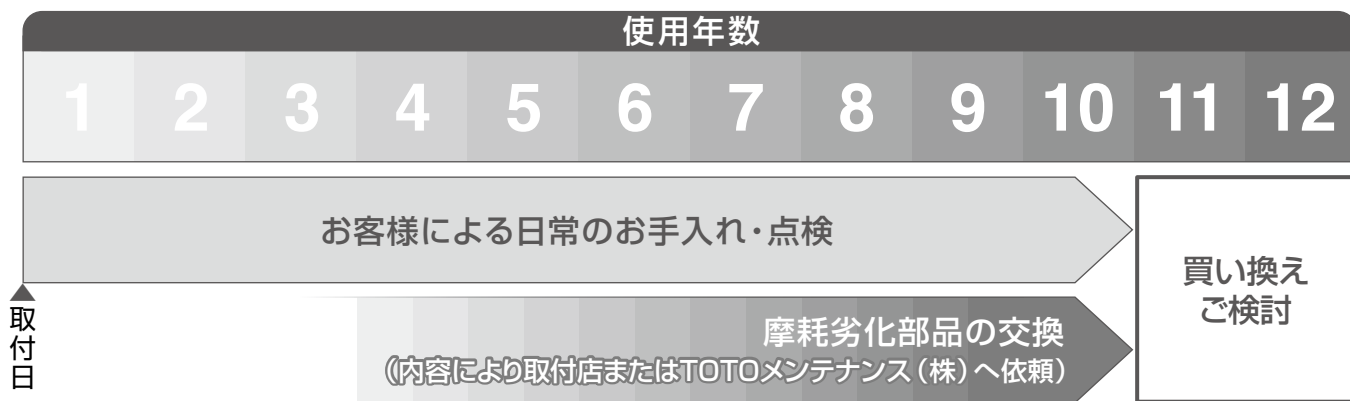 使用年数
1 2 3 4 5 6 7 8 9 10 11 12
お客様による日常のお手入れ・点検
買い換え
ご検討
取付日
摩耗劣化部品の交換
（内容により取付店またはTOTOメンテナンス（株）へ依頼）